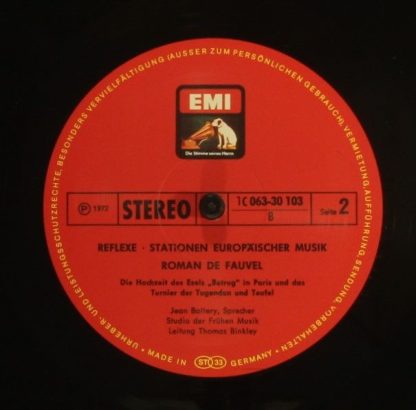 URHEBER- UND LEISTUNGSSCHUTZRECHTE, BESONDERS VERVIELFÄLTIGUNG (AUSSER ZUM PERSÖNLICHEN GEBRAUCH), VERMIETUNG, AUFFÜHRUNG, SENDUNG, VORBEHALTEN ·
EMI
Die Stimme seines Herrn
℗ 1972
STEREO
1C 063-30 103
B
Seite 2
REFLEXE · STATIONEN EUROPÄISCHER MUSIK
ROMAN DE FAUVEL
Die Hochzeit des Esels „Betrug" in Paris und das
Turnier der Tugenden und Teufel
Jean Bollery, Sprecher
Studio der Frühen Musik
Leitung Thomas Binkley
· MADE IN GERMANY ·
ST 33